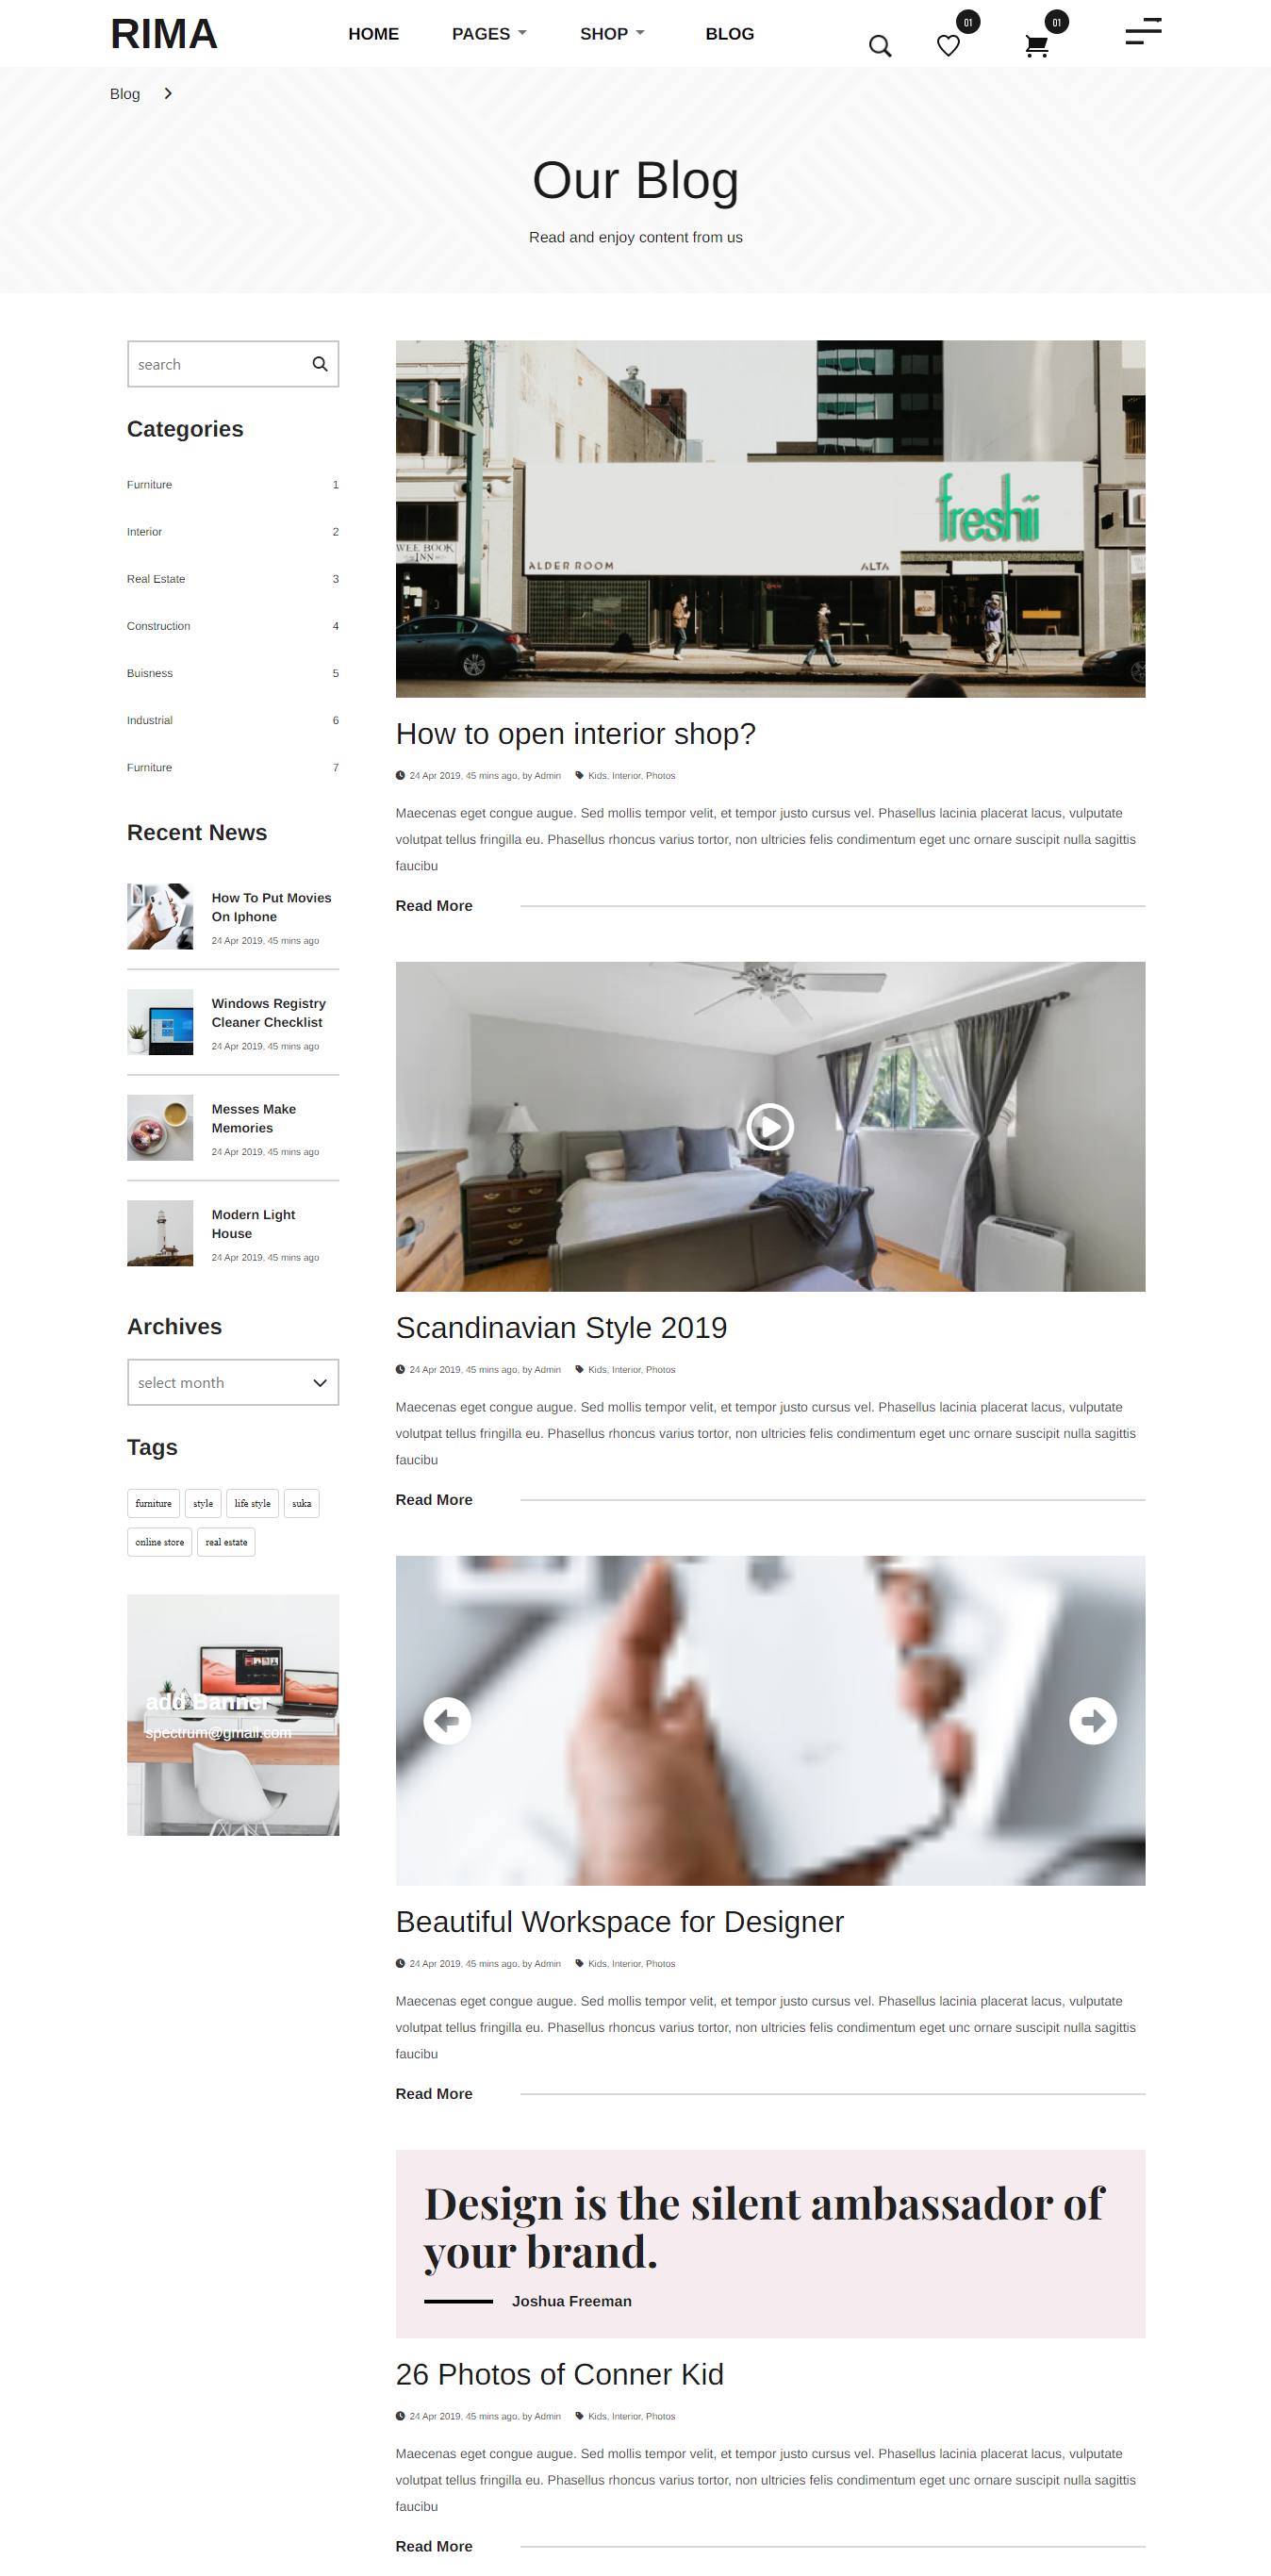 RIMA
HOME
PAGES
SHOP
BLOG
01
01
Blog
Our Blog
Read and enjoy content from us
search
Categories
Furniture 1
Interior 2
Real Estate 3
Construction 4
Buisness 5
Industrial 6
Furniture 7
Recent News
How To Put Movies
On Iphone
24 Apr 2019, 45 mins ago
Windows Registry
Cleaner Checklist
24 Apr 2019, 45 mins ago
Messes Make
Memories
24 Apr 2019, 45 mins ago
Modern Light
House
24 Apr 2019, 45 mins ago
Archives
select month
Tags
furniture
style
life style
suka
online store
real estate
add Banner
spectrum@gmail.com
freshii
WEE BOOK
INN
ALDER ROOM
ALTA
How to open interior shop?
24 Apr 2019, 45 mins ago, by Admin Kids, Interior, Photos
Maecenas eget congue augue. Sed mollis tempor velit, et tempor justo cursus vel. Phasellus lacinia placerat lacus, vulputate
volutpat tellus fringilla eu. Phasellus rhoncus varius tortor, non ultricies felis condimentum eget unc ornare suscipit nulla sagittis
faucibu
Read More
Scandinavian Style 2019
24 Apr 2019, 45 mins ago, by Admin Kids, Interior, Photos
Maecenas eget congue augue. Sed mollis tempor velit, et tempor justo cursus vel. Phasellus lacinia placerat lacus, vulputate
volutpat tellus fringilla eu. Phasellus rhoncus varius tortor, non ultricies felis condimentum eget unc ornare suscipit nulla sagittis
faucibu
Read More
Beautiful Workspace for Designer
24 Apr 2019, 45 mins ago, by Admin Kids, Interior, Photos
Maecenas eget congue augue. Sed mollis tempor velit, et tempor justo cursus vel. Phasellus lacinia placerat lacus, vulputate
volutpat tellus fringilla eu. Phasellus rhoncus varius tortor, non ultricies felis condimentum eget unc ornare suscipit nulla sagittis
faucibu
Read More
Design is the silent ambassador of
your brand.
Joshua Freeman
26 Photos of Conner Kid
24 Apr 2019, 45 mins ago, by Admin Kids, Interior, Photos
Maecenas eget congue augue. Sed mollis tempor velit, et tempor justo cursus vel. Phasellus lacinia placerat lacus, vulputate
volutpat tellus fringilla eu. Phasellus rhoncus varius tortor, non ultricies felis condimentum eget unc ornare suscipit nulla sagittis
faucibu
Read More